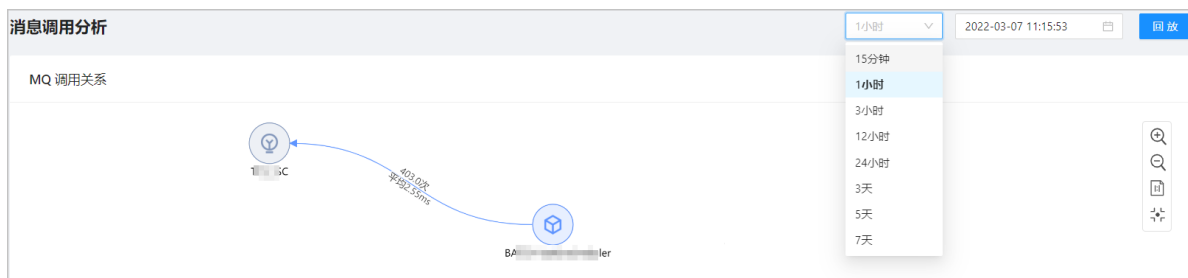 消息调用分析
1小时
2022-03-07 11:15:53
回 放
MQ 调用关系
15分钟
1小时
3小时
12小时
24小时
3天
5天
7天
403.0次
平均2.55ms